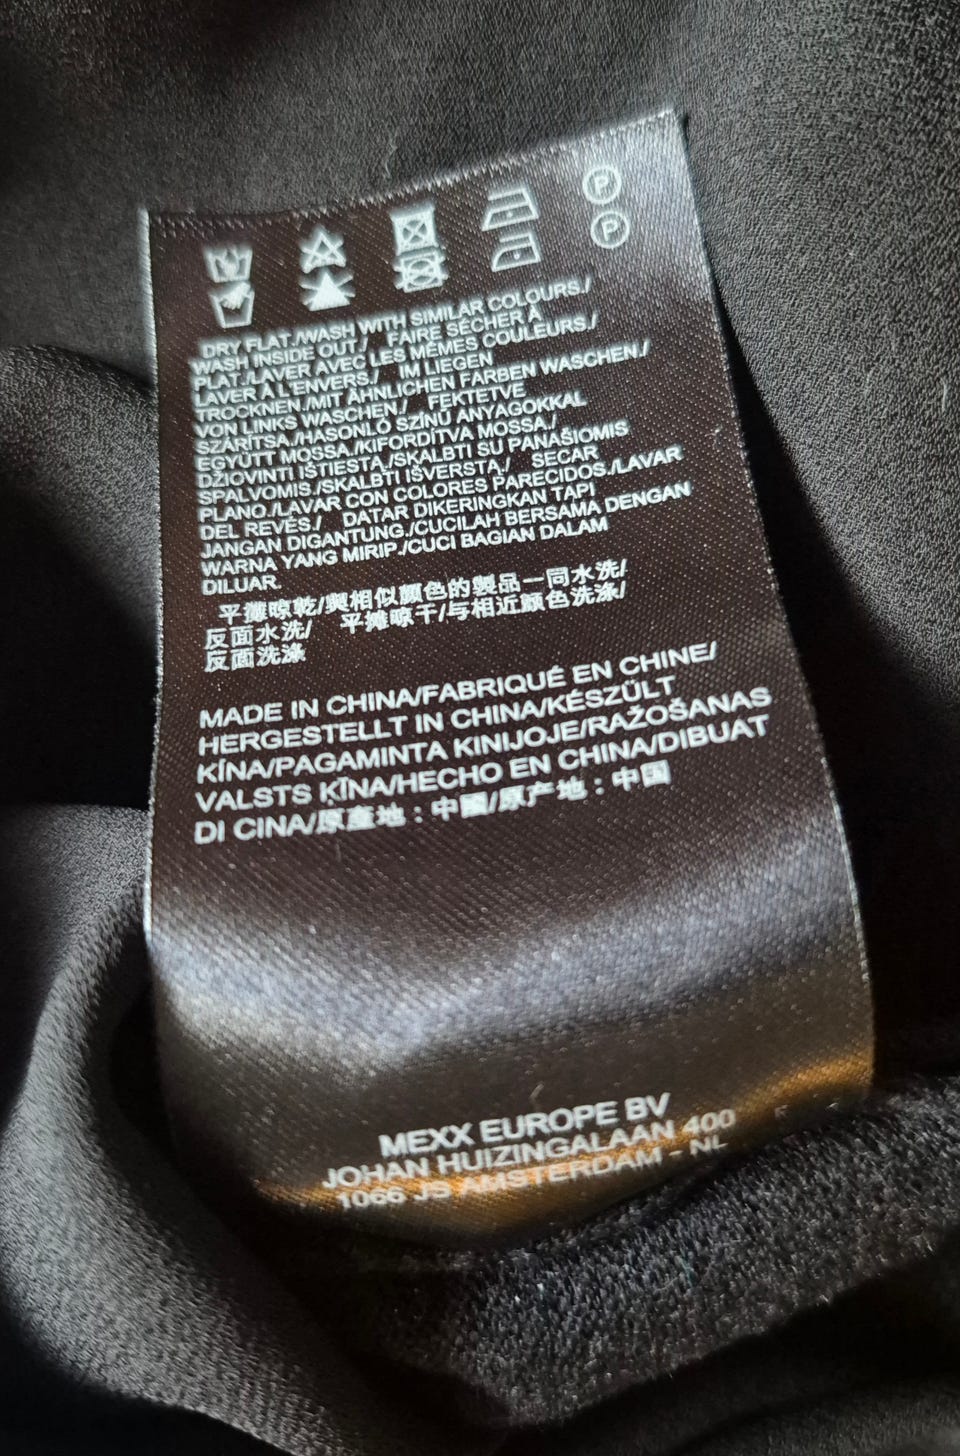 P
P
DRY FLAT./WASH WITH SIMILAR COLOURS./
WASH INSIDE OUT./ FAIRE SÉCHER À
PLAT./LAVER AVEC LES MÊMES COULEURS./
LAVER À L'ENVERS./ IM LIEGEN
TROCKNEN./MIT ÄHNLICHEN FARBEN WASCHEN./
VON LINKS WASCHEN./ FEKTETVE
SZÁRÍTSA./HASONLÓ SZÍNŰ ANYAGOKKAL
EGYÜTT MOSSA./KIFORDÍTVA MOSSA./
DŽIOVINTI IŠTIESTĄ./SKALBTI SU PANAŠIOMIS
SPALVOMIS./SKALBTI IŠVERSTĄ./ SECAR
PLANO./LAVAR CON COLORES PARECIDOS./LAVAR
DEL REVÉS./ DATAR DIKERINGKAN TAPI
JANGAN DIGANTUNG./CUCILAH BERSAMA DENGAN
WARNA YANG MIRIP./CUCI BAGIAN DALAM
DILUAR.
平攤晾乾/與相似顏色的製品一同水洗/
反面水洗/ 平摊晾干/与相近颜色洗涤/
反面洗涤
MADE IN CHINA/FABRIQUÉ EN CHINE/
HERGESTELLT IN CHINA/KÉSZÜLT
KÍNA/PAGAMINTA KINIJOJE/RAŽOŠANAS
VALSTS ĶĪNA/HECHO EN CHINA/DIBUAT
DI CINA/原產地：中國/原产地：中国
MEXX EUROPE BV
JOHAN HUIZINGALAAN 400
1066 JS AMSTERDAM - NL